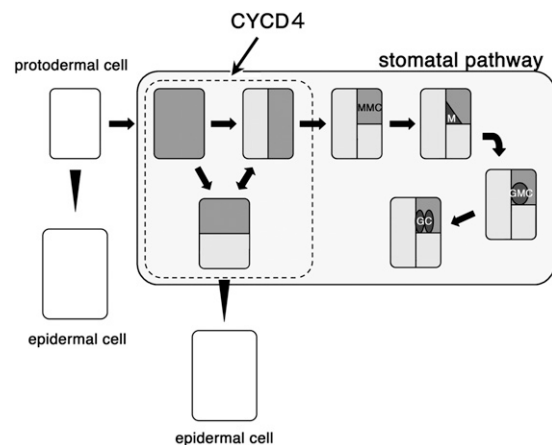 CYCD4
stomatal pathway
protodermal cell
MMC
M
GMC
GC
epidermal cell
epidermal cell